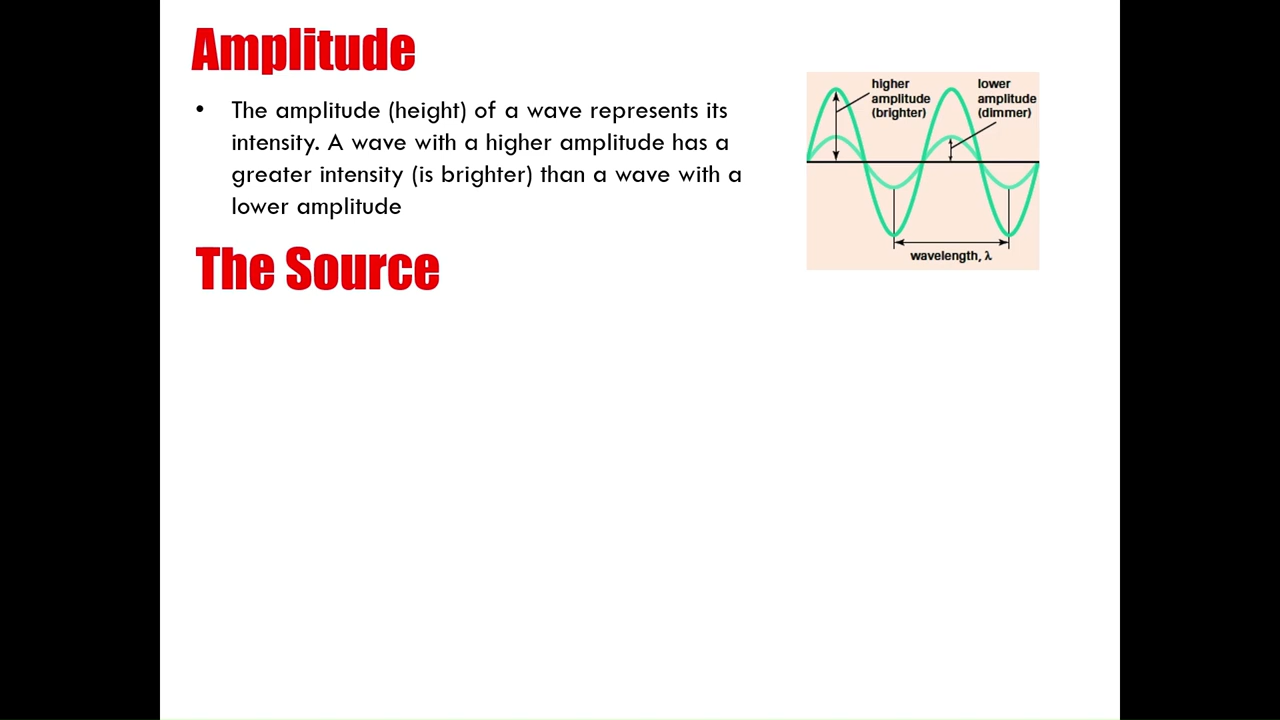 Amplitude
• The amplitude (height) of a wave represents its
intensity. A wave with a higher amplitude has a
greater intensity (is brighter) than a wave with a
lower amplitude
higher
amplitude
(brighter)
lower
amplitude
(dimmer)
wavelength, λ
The Source